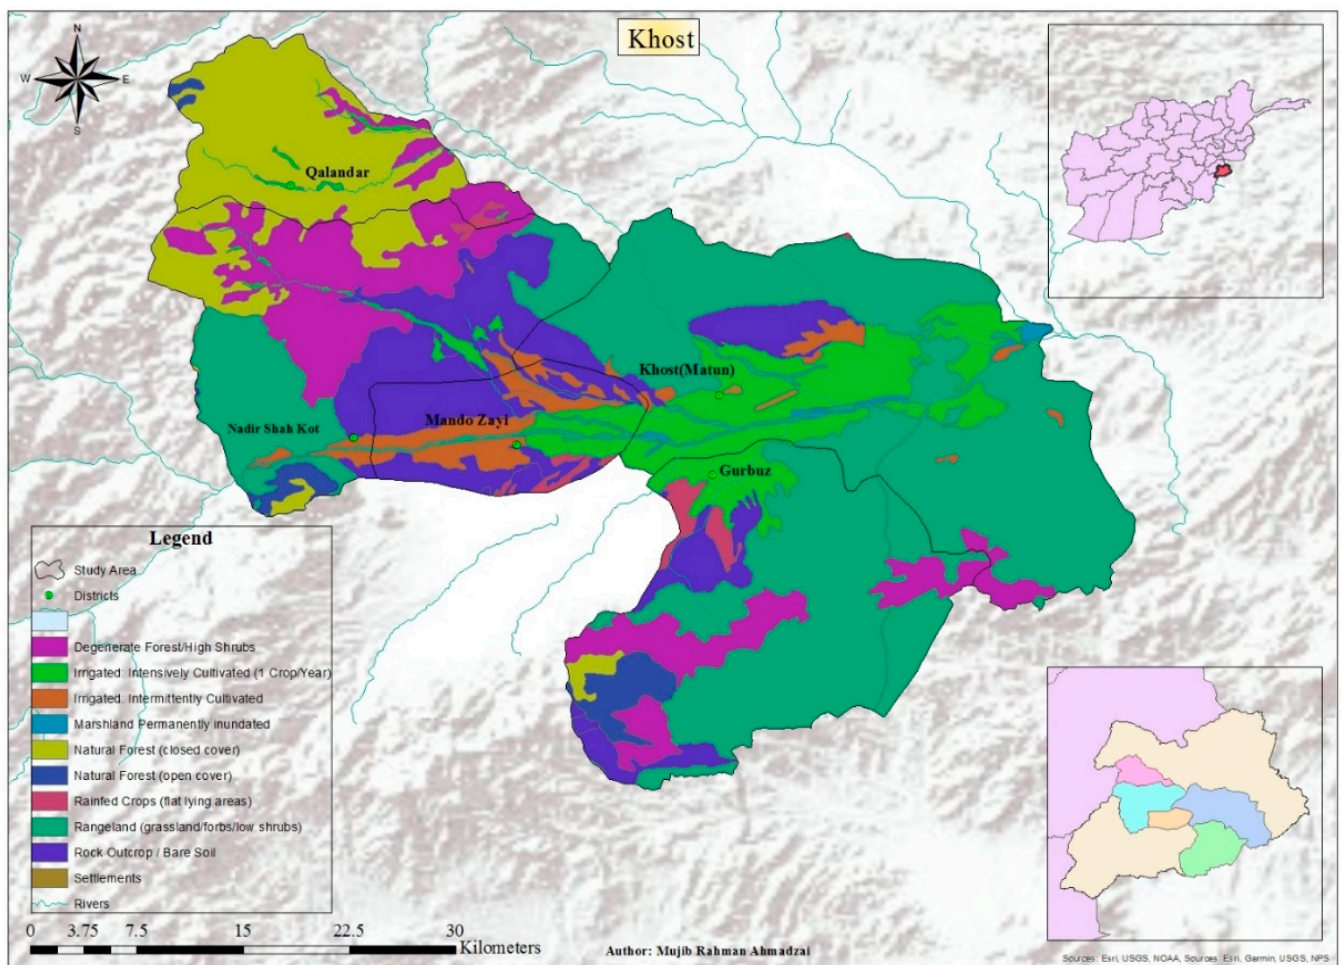 Khost
N
W E
S
Qalandar
Khost(Matun)
Mando Zayi
Nadir Shah Kot
Gurbuz
Legend
Study Area
Districts
Degenerate Forest/High Shrubs
Irrigated: Intensively Cultivated (1 Crop/Year)
Irrigated: Intermittently Cultivated
Marshland Permanently inundated
Natural Forest (closed cover)
Natural Forest (open cover)
Rainfed Crops (flat lying areas)
Rangeland (grassland/forbs/low shrubs)
Rock Outcrop / Bare Soil
Settlements
Rivers
0 3.75 7.5 15 22.5 30
Kilometers
Author: Mujib Rahman Ahmadzai
Sources: Esri, USGS, NOAA, Sources: Esri, Garmin, USGS, NPS